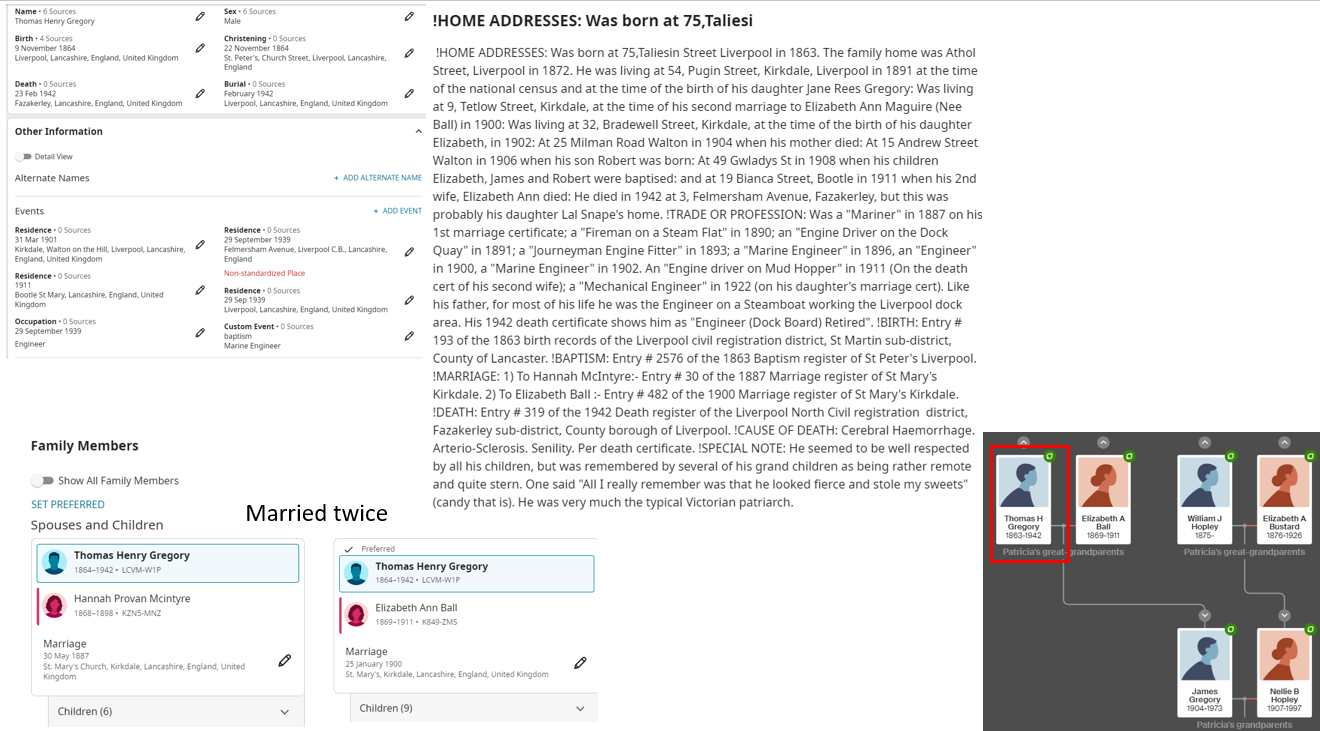 Name • 6 Sources
Thomas Henry Gregory
Sex • 6 Sources
Male
Birth • 4 Sources
9 November 1864
Liverpool, Lancashire, England, United Kingdom
Christening • 0 Sources
22 November 1864
St. Peter's, Church Street, Liverpool, Lancashire,
England
Death • 0 Sources
23 Feb 1942
Fazakerley, Lancashire, England, United Kingdom
Burial • 0 Sources
February 1942
Liverpool, Lancashire, England, United Kingdom
Other Information
Detail View
Alternate Names
+ ADD ALTERNATE NAME
Events
+ ADD EVENT
Residence • 0 Sources
31 Mar 1901
Kirkdale, Walton on the Hill, Liverpool, Lancashire,
England, United Kingdom
Residence • 0 Sources
29 September 1939
Felmersham Avenue, Liverpool C.B., Lancashire,
England
Non-standardized Place
Residence • 0 Sources
1911
Bootle St Mary, Lancashire, England, United
Kingdom
Residence • 0 Sources
29 Sep 1939
Liverpool, Lancashire, England, United Kingdom
Occupation • 0 Sources
29 September 1939
Engineer
Custom Event • 0 Sources
baptism
Marine Engineer
!HOME ADDRESSES: Was born at 75,Taliesi
!HOME ADDRESSES: Was born at 75,Taliesin Street Liverpool in 1863. The family home was Athol
Street, Liverpool in 1872. He was living at 54, Pugin Street, Kirkdale, Liverpool in 1891 at the time
of the national census and at the time of the birth of his daughter Jane Rees Gregory: Was living
at 9, Tetlow Street, Kirkdale, at the time of his second marriage to Elizabeth Ann Maguire (Nee
Ball) in 1900: Was living at 32, Bradewell Street, Kirkdale, at the time of the birth of his daughter
Elizabeth, in 1902: At 25 Milman Road Walton in 1904 when his mother died: At 15 Andrew Street
Walton in 1906 when his son Robert was born: At 49 Gwladys St in 1908 when his children
Elizabeth, James and Robert were baptised: and at 19 Bianca Street, Bootle in 1911 when his 2nd
wife, Elizabeth Ann died: He died in 1942 at 3, Felmersham Avenue, Fazakerley, but this was
probably his daughter Lal Snape's home. !TRADE OR PROFESSION: Was a "Mariner" in 1887 on his
1st marriage certificate; a "Fireman on a Steam Flat" in 1890; an "Engine Driver on the Dock
Quay" in 1891; a "Journeyman Engine Fitter" in 1893; a "Marine Engineer" in 1896, an "Engineer"
in 1900, a "Marine Engineer" in 1902. An "Engine driver on Mud Hopper" in 1911 (On the death
cert of his second wife); a "Mechanical Engineer" in 1922 (on his daughter's marriage cert). Like
his father, for most of his life he was the Engineer on a Steamboat working the Liverpool dock
area. His 1942 death certificate shows him as "Engineer (Dock Board) Retired". !BIRTH: Entry #
193 of the 1863 birth records of the Liverpool civil registration district, St Martin sub-district,
County of Lancaster. !BAPTISM: Entry # 2576 of the 1863 Baptism register of St Peter's Liverpool.
!MARRIAGE: 1) To Hannah McIntyre:- Entry # 30 of the 1887 Marriage register of St Mary's
Kirkdale. 2) To Elizabeth Ball :- Entry # 482 of the 1900 Marriage register of St Mary's Kirkdale.
!DEATH: Entry # 319 of the 1942 Death register of the Liverpool North Civil registration district,
Fazakerley sub-district, County borough of Liverpool. !CAUSE OF DEATH: Cerebral Haemorrhage.
Arterio-Sclerosis. Senility. Per death certificate. !SPECIAL NOTE: He seemed to be well respected
by all his children, but was remembered by several of his grand children as being rather remote
and quite stern. One said "All I really remember was that he looked fierce and stole my sweets"
(candy that is). He was very much the typical Victorian patriarch.
Family Members
Show All Family Members
SET PREFERRED
Spouses and Children
Married twice
Thomas Henry Gregory
1864–1942 • LCVM-W1P
Hannah Provan Mcintyre
1868–1898 • KZN5-MNZ
Marriage
30 May 1887
St. Mary's Church, Kirkdale, Lancashire, England, United
Kingdom
Children (6)
Preferred
Thomas Henry Gregory
1864–1942 • LCVM-W1P
Elizabeth Ann Ball
1869–1911 • K849-ZMS
Marriage
25 January 1900
St. Mary's, Kirkdale, Lancashire, England, United Kingdom
Children (9)
Thomas H
Gregory
1863-1942
Elizabeth A
Ball
1869-1911
Patricia's great-grandparents
William J
Hopley
1875-
Elizabeth A
Bustard
1876-1926
Patricia's great-grandparents
James
Gregory
1904-1973
Nellie B
Hopley
1907-1997
Patricia's grandparents